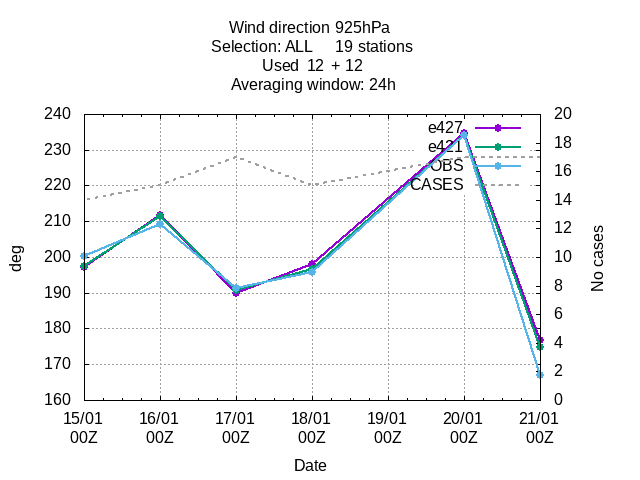 Wind direction 925hPa
Selection: ALL     19 stations
Used  12 + 12
Averaging window: 24h
240 20
230 18
220 16
210 14
200 12
190 10
180 8
170 6
160 4
2
0
deg
No cases
e427
e421
OBS
CASES
15/01 16/01 17/01 18/01 19/01 20/01 21/01
00Z 00Z 00Z 00Z 00Z 00Z 00Z
Date